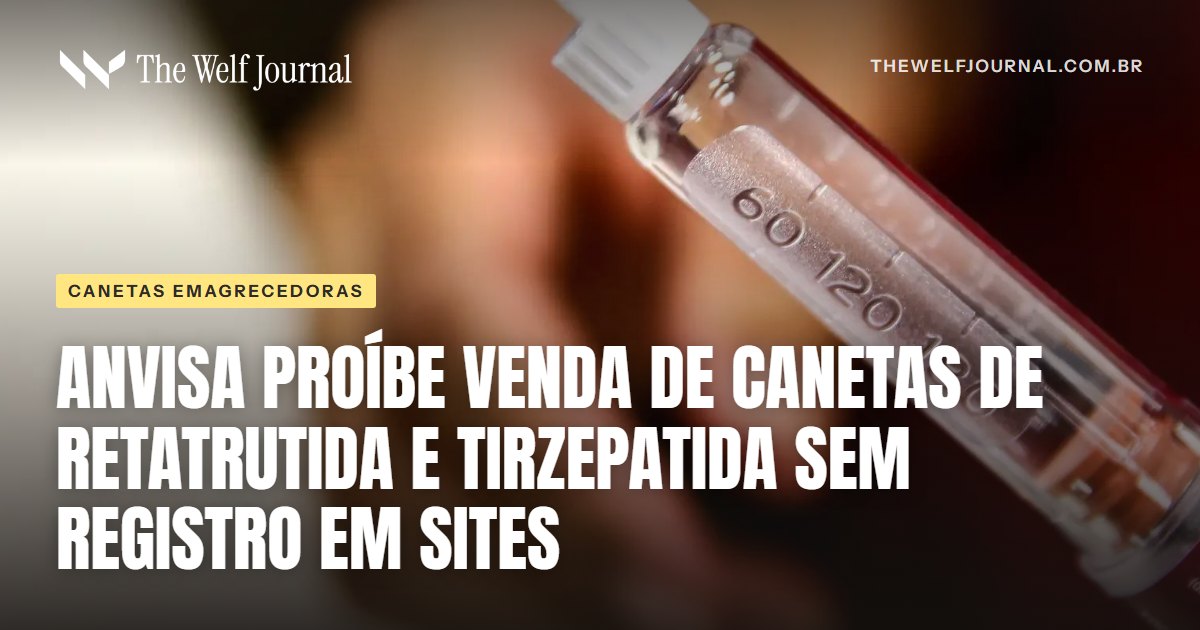 The Welf Journal
THEWELFJOURNAL.COM.BR
60 120 180
CANETAS EMAGRECEDORAS
ANVISA PROÍBE VENDA DE CANETAS DE
RETATRUTIDA E TIRZEPATIDA SEM
REGISTRO EM SITES